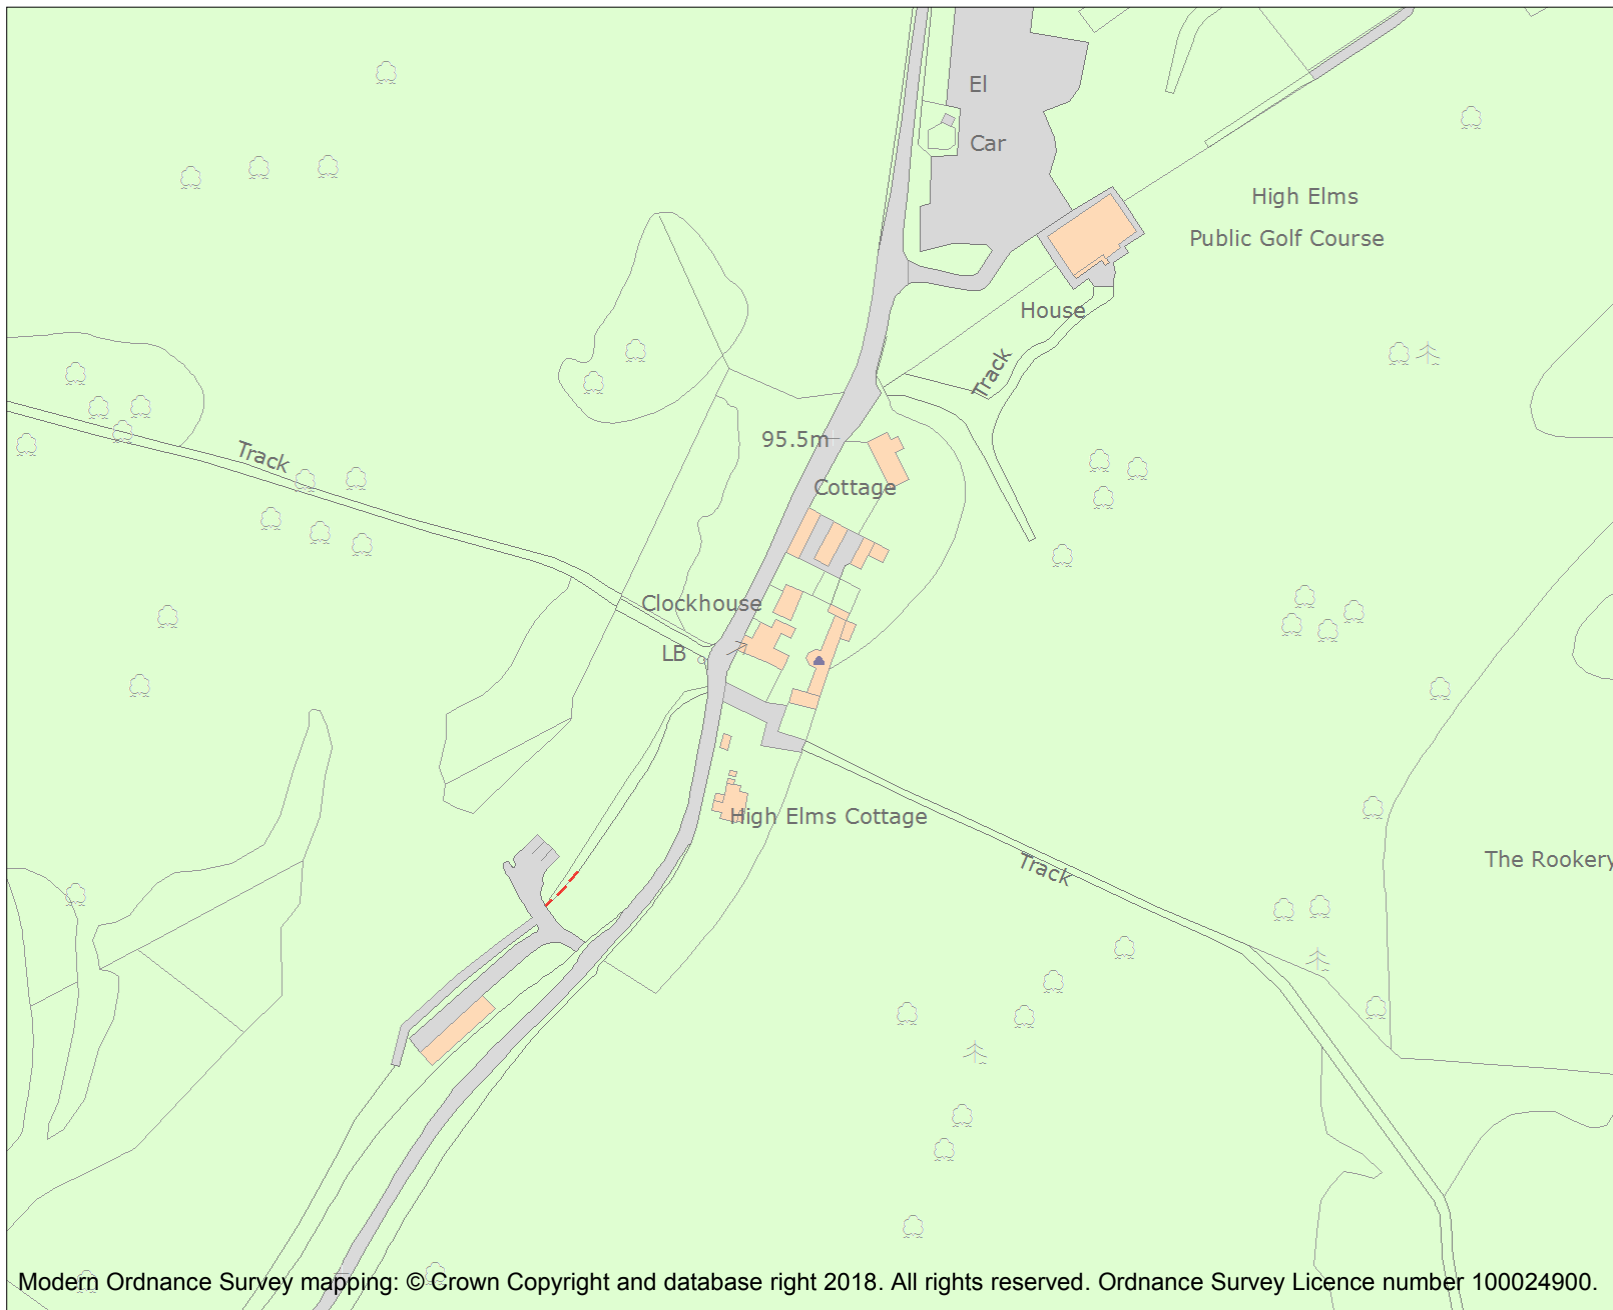 El
Car
High Elms
Public Golf Course
House
Track
95.5m
Track
Cottage
Clockhouse
LB
High Elms Cottage
The Rookery
Track
Modern Ordnance Survey mapping: © Crown Copyright and database right 2018. All rights reserved. Ordnance Survey Licence number 100024900.